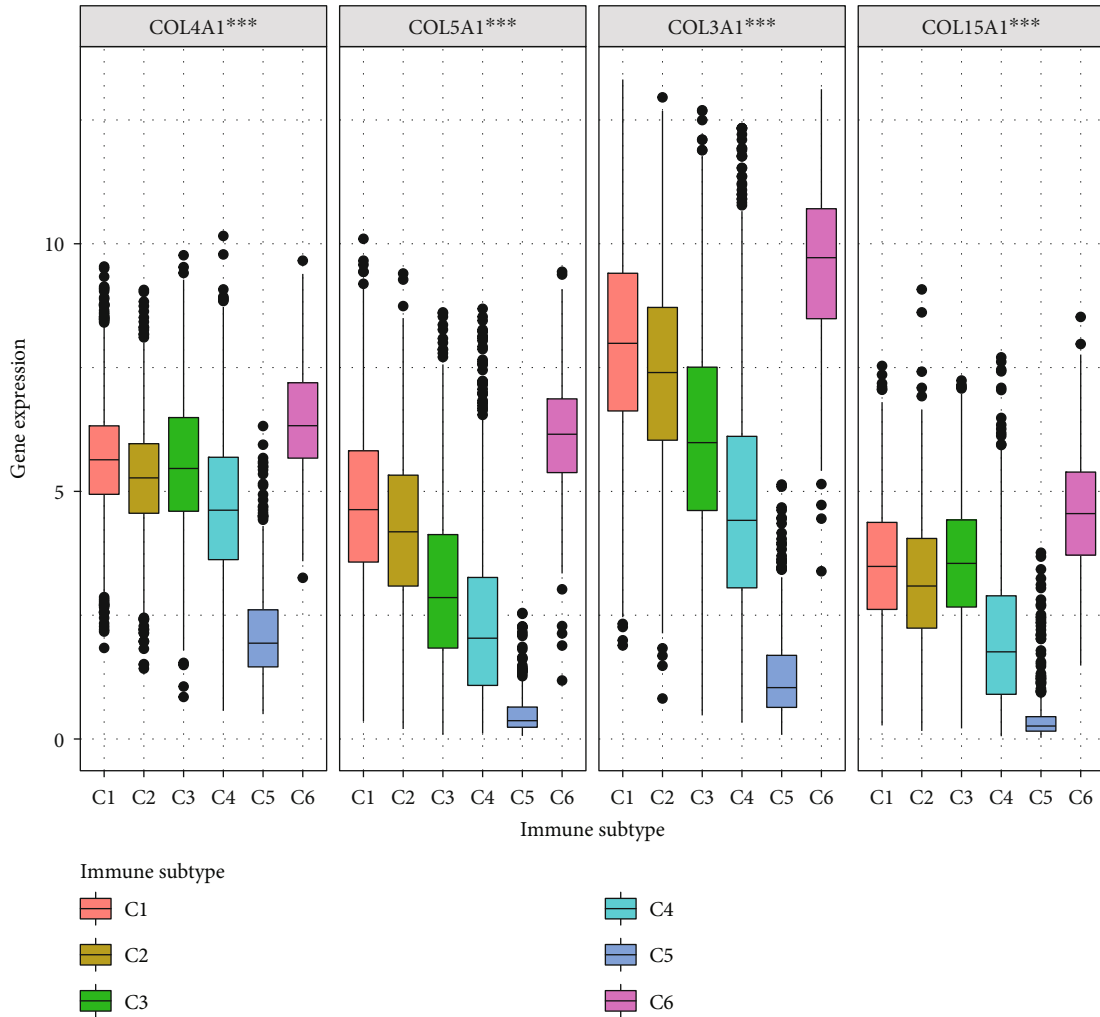 COL4A1*** COL5A1*** COL3A1*** COL15A1***
Gene expression
10
5
0
C1 C2 C3 C4 C5 C6 C1 C2 C3 C4 C5 C6 C1 C2 C3 C4 C5 C6 C1 C2 C3 C4 C5 C6
Immune subtype
Immune subtype
C1 C4
C2 C5
C3 C6